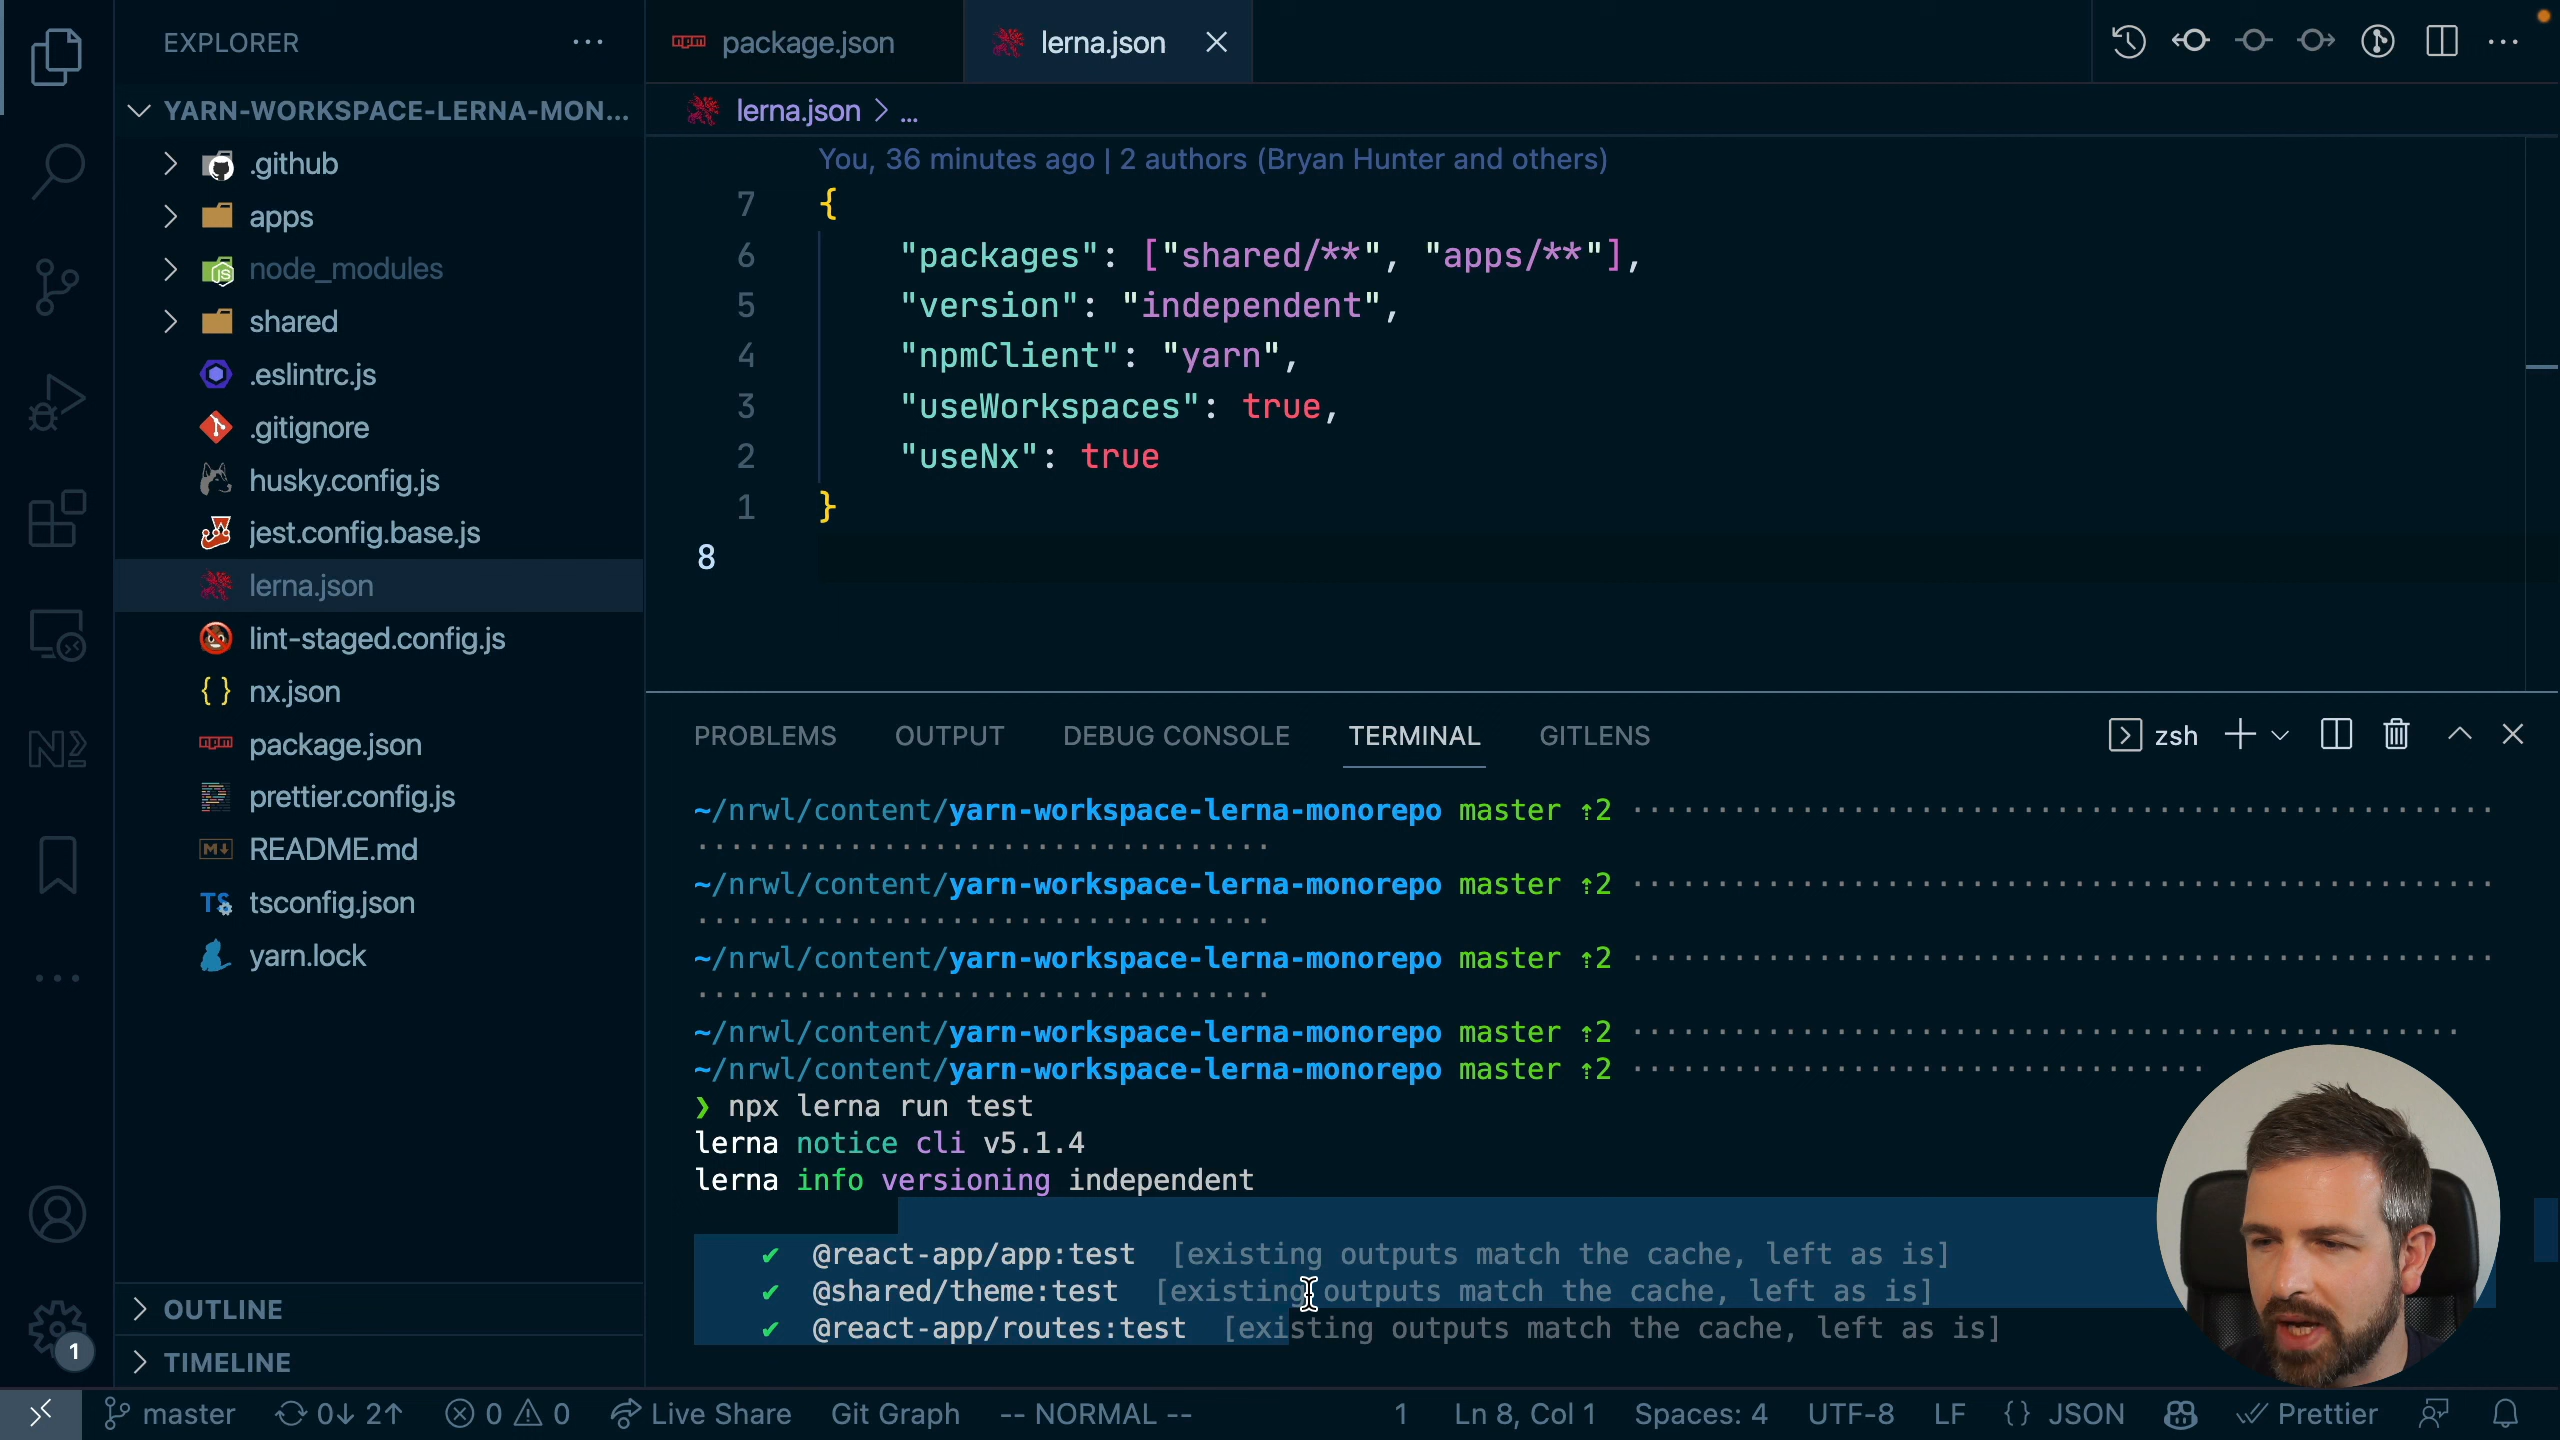 EXPLORER
YARN-WORKSPACE-LERNA-MON...
.github
apps
node_modules
shared
.eslintrc.js
.gitignore
husky.config.js
jest.config.base.js
lerna.json
lint-staged.config.js
nx.json
package.json
prettier.config.js
README.md
tsconfig.json
yarn.lock
OUTLINE
TIMELINE
1
package.json
lerna.json
lerna.json > ...
You, 36 minutes ago | 2 authors (Bryan Hunter and others)
7 {
6 "packages": ["shared/**", "apps/**"],
5 "version": "independent",
4 "npmClient": "yarn",
3 "useWorkspaces": true,
2 "useNx": true
1 }
8
PROBLEMS OUTPUT DEBUG CONSOLE TERMINAL GITLENS
zsh
~/nrwl/content/yarn-workspace-lerna-monorepo master ⇡2
~/nrwl/content/yarn-workspace-lerna-monorepo master ⇡2
~/nrwl/content/yarn-workspace-lerna-monorepo master ⇡2
~/nrwl/content/yarn-workspace-lerna-monorepo master ⇡2
~/nrwl/content/yarn-workspace-lerna-monorepo master ⇡2
❯ npx lerna run test
lerna notice cli v5.1.4
lerna info versioning independent
✔ @react-app/app:test [existing outputs match the cache, left as is]
✔ @shared/theme:test [existing outputs match the cache, left as is]
✔ @react-app/routes:test [existing outputs match the cache, left as is]
master 0↓ 2↑ 0 0 Live Share Git Graph -- NORMAL -- 1 Ln 8, Col 1 Spaces: 4 UTF-8 LF {} JSON Prettier